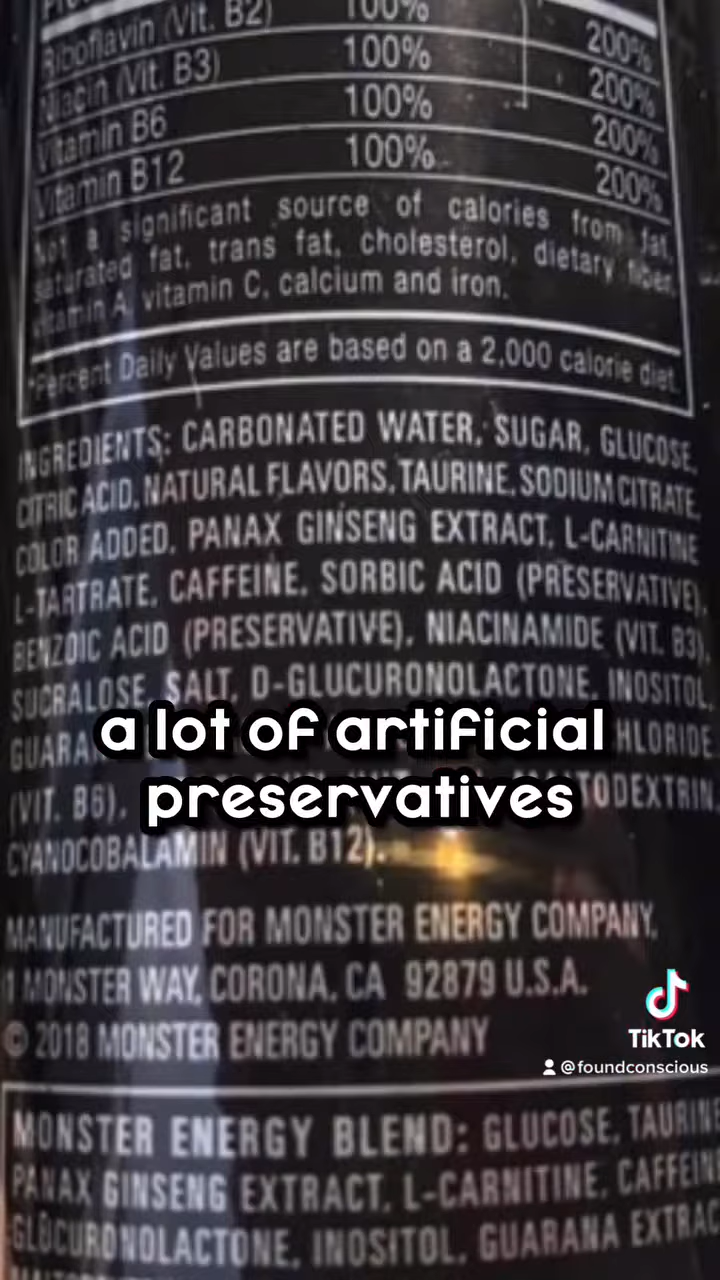 Riboflavin (Vit. B2) 100% 200%
Niacin (Vit. B3) 100% 200%
Vitamin B6 100% 200%
Vitamin B12 100% 200%
Not a significant source of calories from fat,
saturated fat, trans fat, cholesterol, dietary fiber,
vitamin A, vitamin C, calcium and iron.
*Percent Daily Values are based on a 2,000 calorie diet.
INGREDIENTS: CARBONATED WATER, SUGAR, GLUCOSE,
CITRIC ACID, NATURAL FLAVORS, TAURINE, SODIUM CITRATE,
COLOR ADDED, PANAX GINSENG EXTRACT, L-CARNITINE
L-TARTRATE, CAFFEINE, SORBIC ACID (PRESERVATIVE),
BENZOIC ACID (PRESERVATIVE), NIACINAMIDE (VIT. B3),
SUCRALOSE, SALT, D-GLUCURONOLACTONE, INOSITOL,
GUARA HLORIDE
a lot of artificial
preservatives
(VIT. B6), TODEXTRIN,
CYANOCOBALAMIN (VIT. B12).
MANUFACTURED FOR MONSTER ENERGY COMPANY,
1 MONSTER WAY, CORONA, CA 92879 U.S.A.
© 2018 MONSTER ENERGY COMPANY
TikTok
@foundconscious
MONSTER ENERGY BLEND: GLUCOSE, TAURINE
PANAX GINSENG EXTRACT, L-CARNITINE, CAFFEIN
GLUCURONOLACTONE, INOSITOL, GUARANA EXTRAC